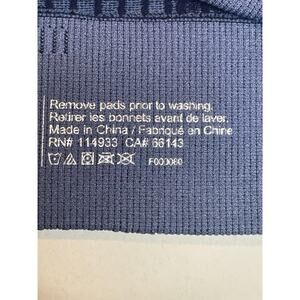 Remove pads prior to washing.
Retirer les bonnets avant de laver.
Made in China / Fabriqué en Chine
RN# 114933 CA# 66143
F000060